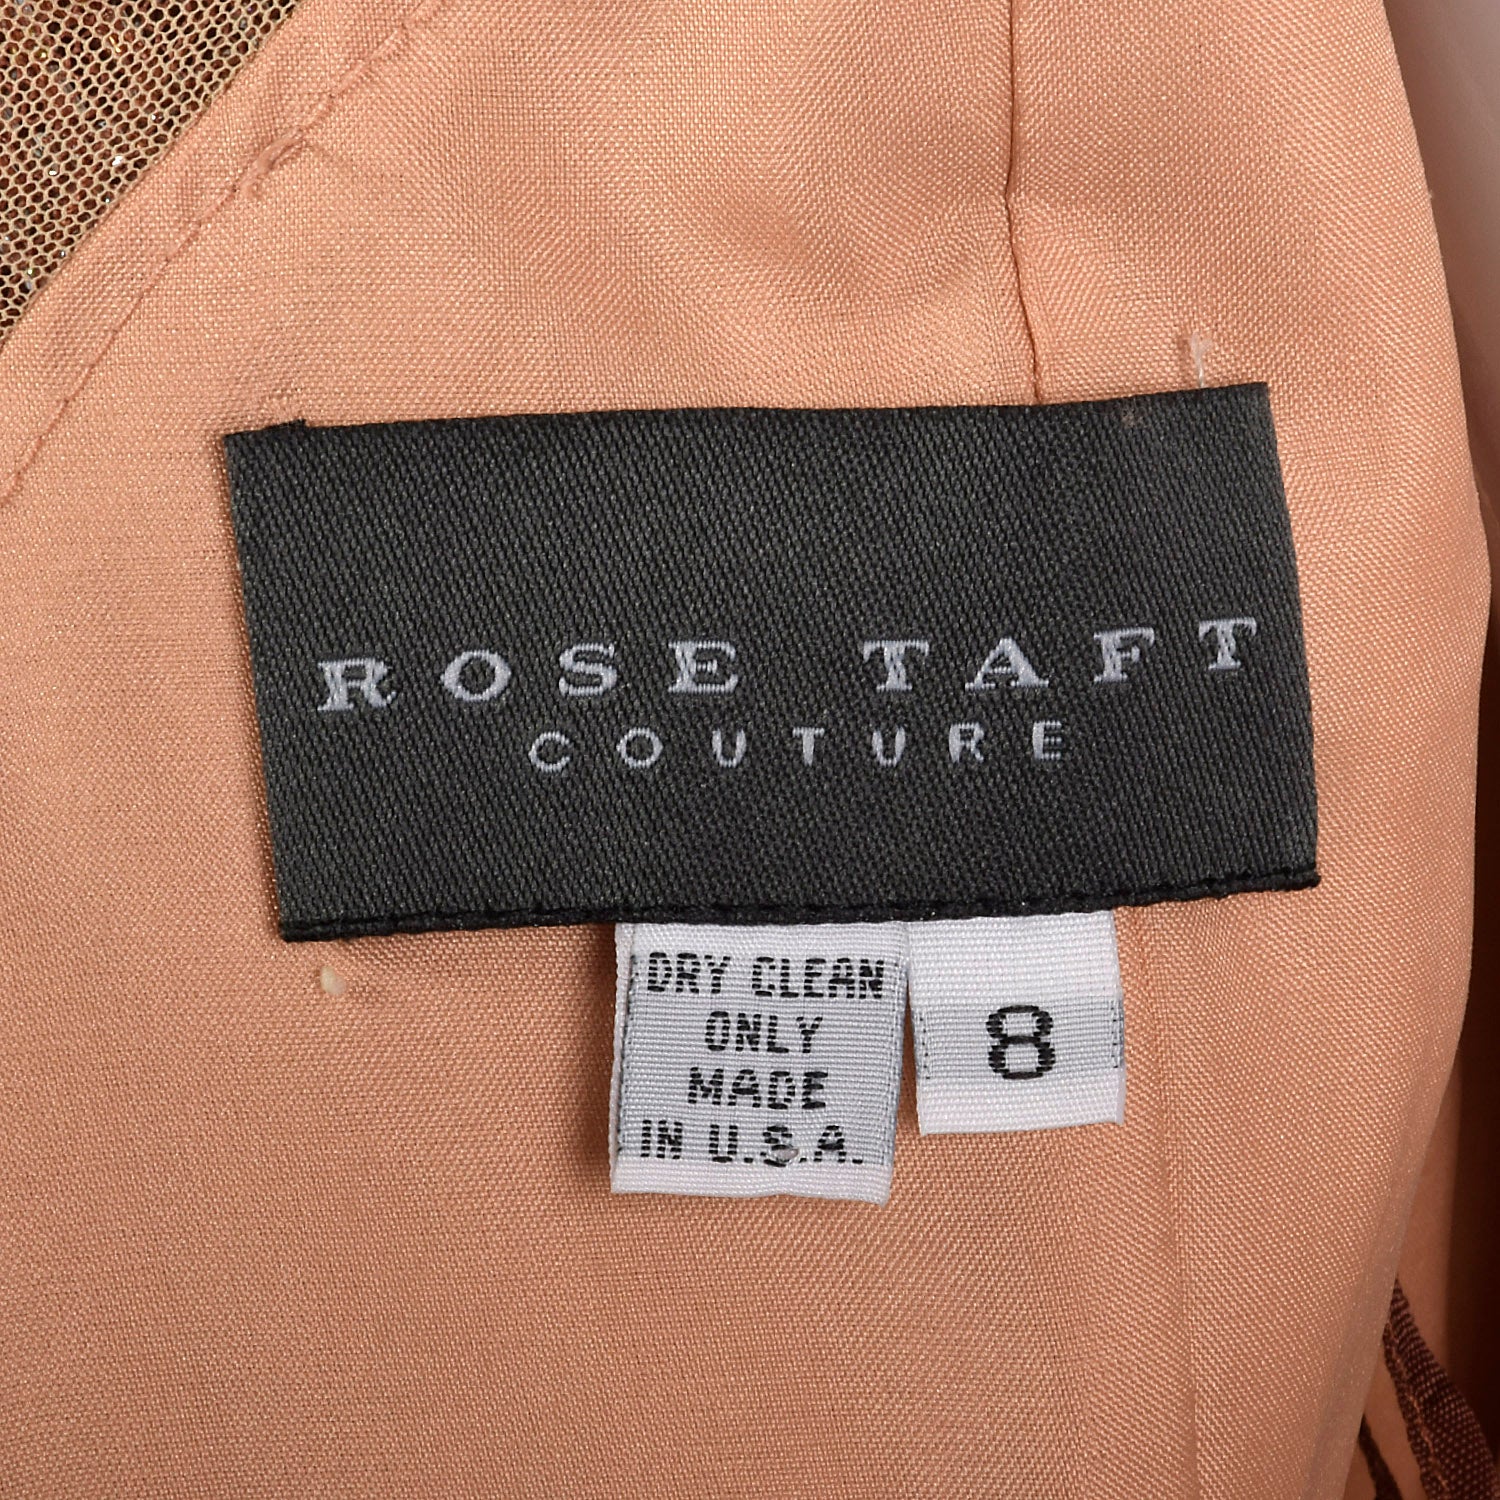 ROSE TAFT
COUTURE
DRY CLEAN
ONLY
MADE
IN U.S.A.
8